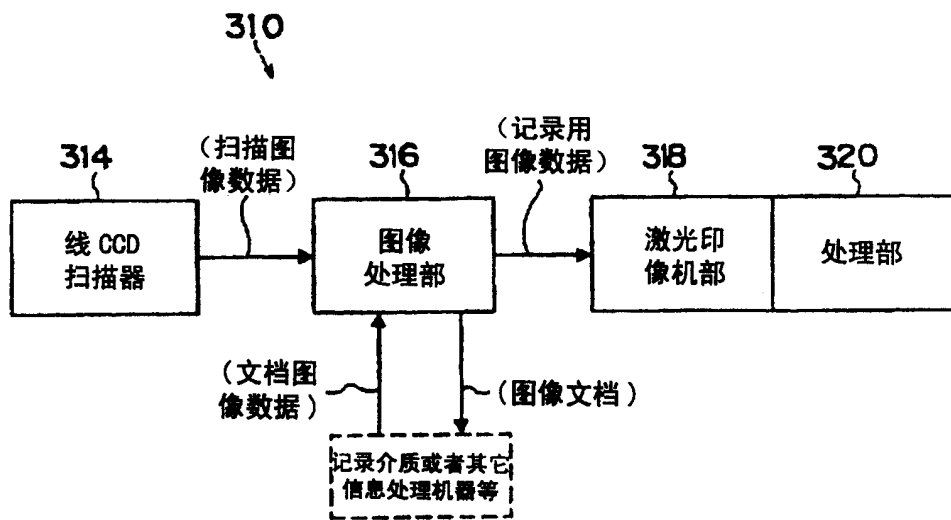 310
314
(扫描图
像数据)
316
(记录用
图像数据)
318
320
线 CCD
扫描器
图像
处理部
激光印
像机部
处理部
(文档图
像数据)
(图像文档)
记录介质或者其它
信息处理机器等